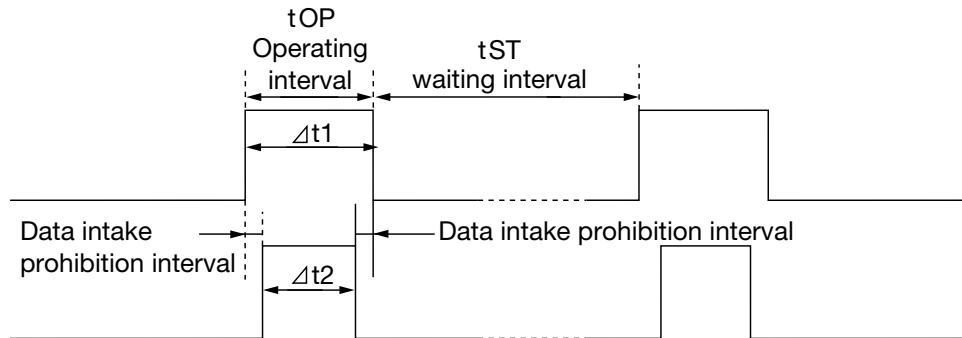 tOP
Operating
interval
tST
waiting interval
⊿t1
Data intake
prohibition interval
Data intake prohibition interval
⊿t2